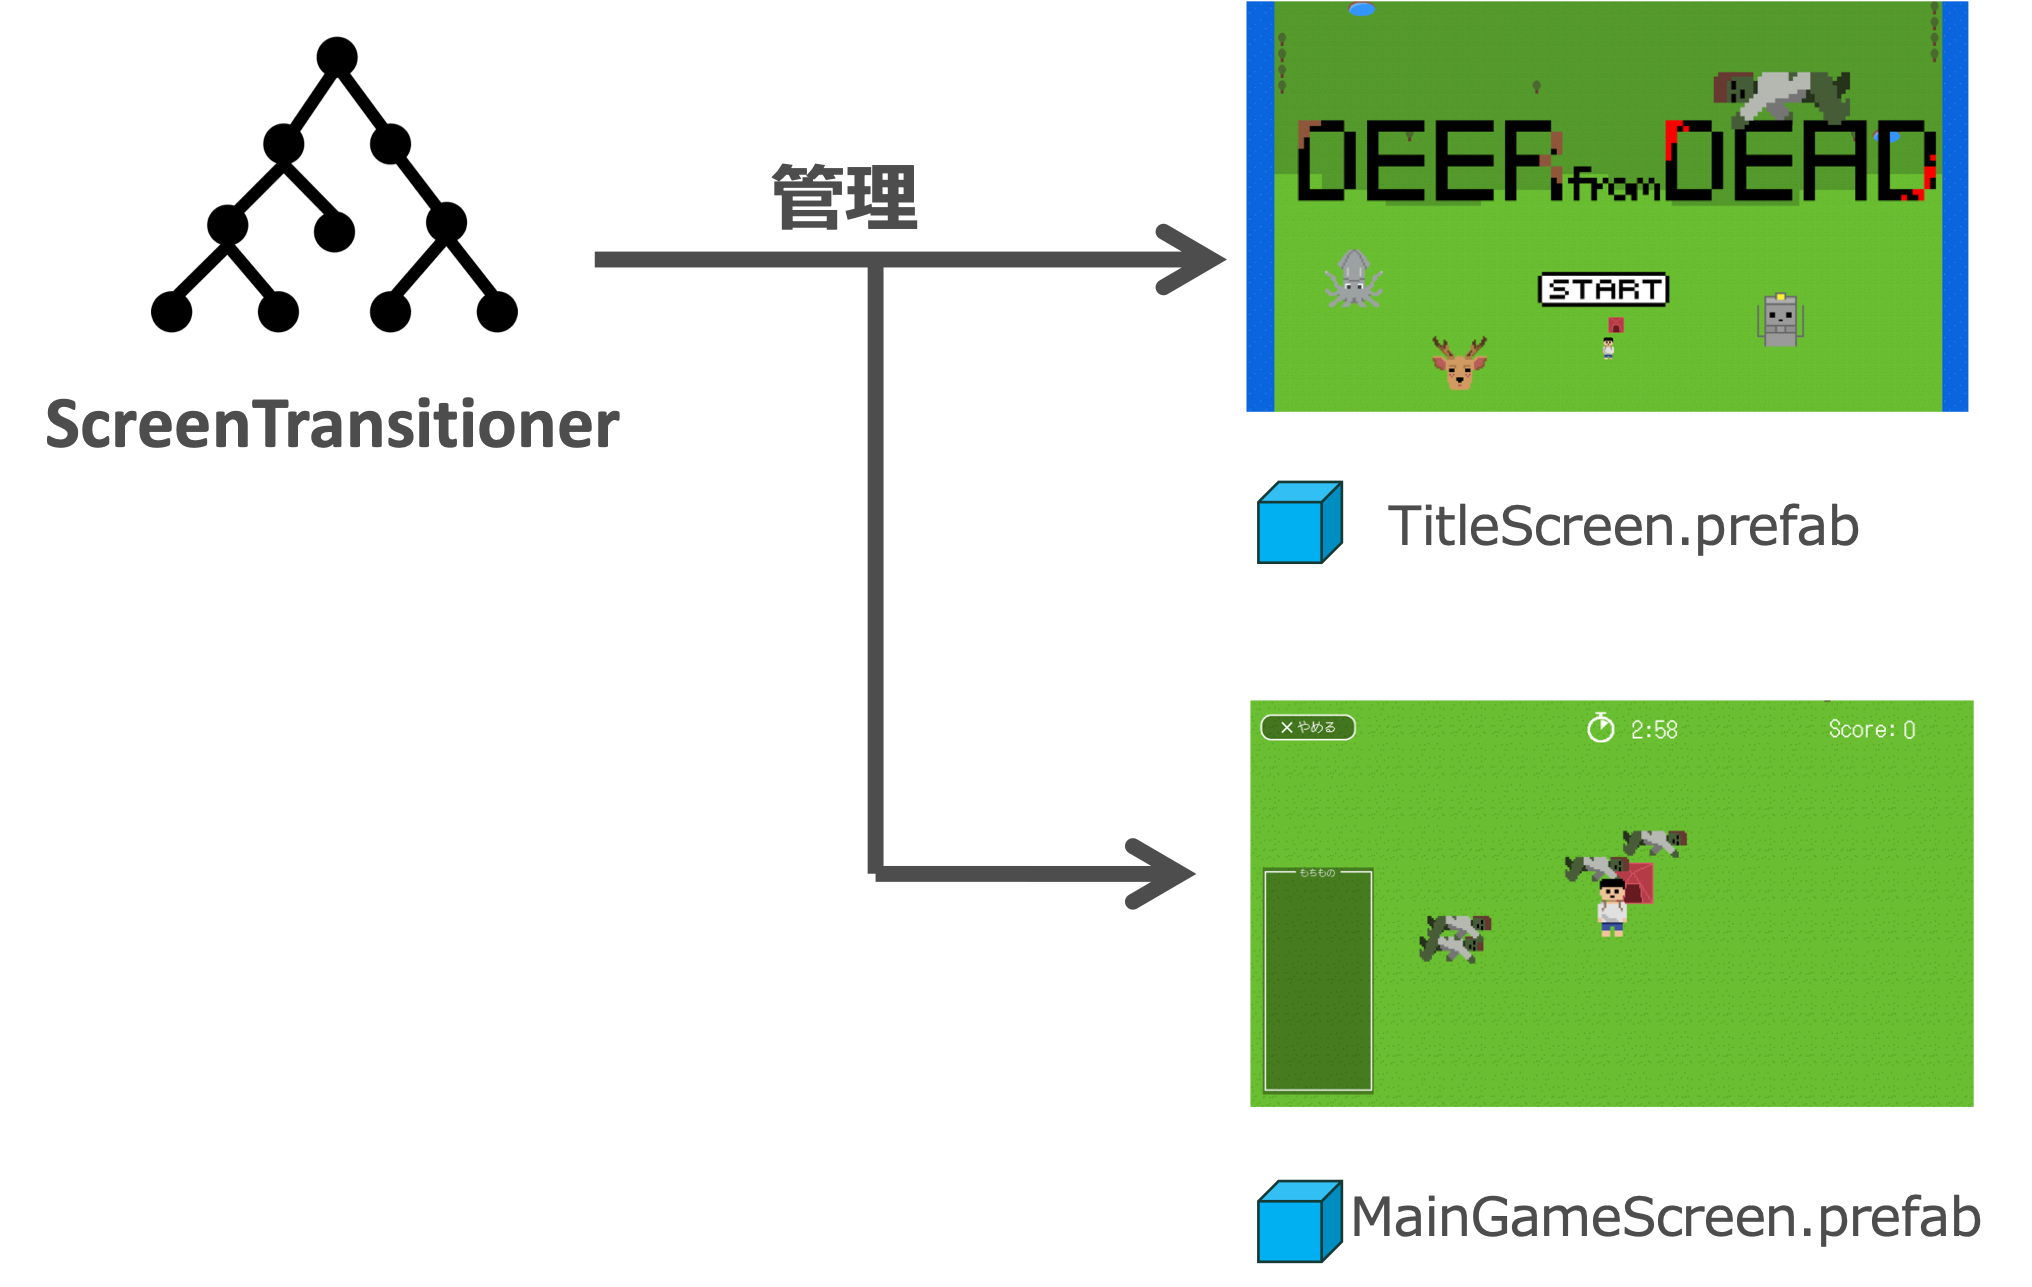 管理
ScreenTransitioner
DEER from DEAD
START
TitleScreen.prefab
×やめる
2:58
Score: 0
もちもの
MainGameScreen.prefab